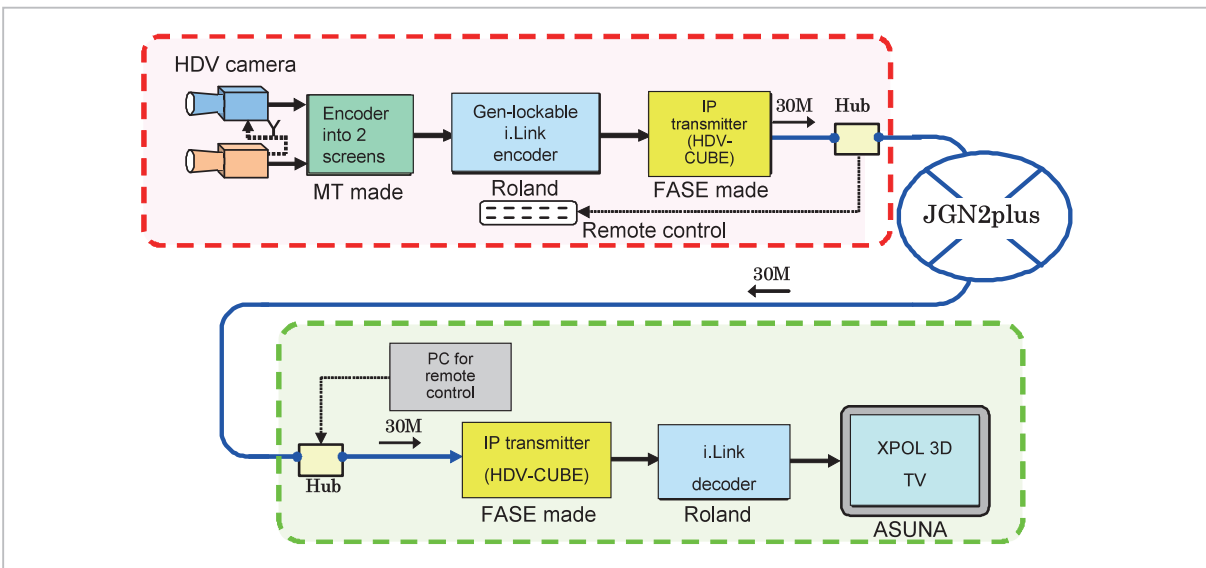 HDV camera
Encoder
into 2
screens
MT made
Gen-lockable
i.Link
encoder
Roland
IP
transmitter
(HDV-
CUBE)
FASE made
30M
Hub
Remote control
JGN2plus
30M
PC for
remote
control
30M
Hub
IP transmitter
(HDV-CUBE)
FASE made
i.Link
decoder
Roland
XPOL 3D
TV
ASUNA